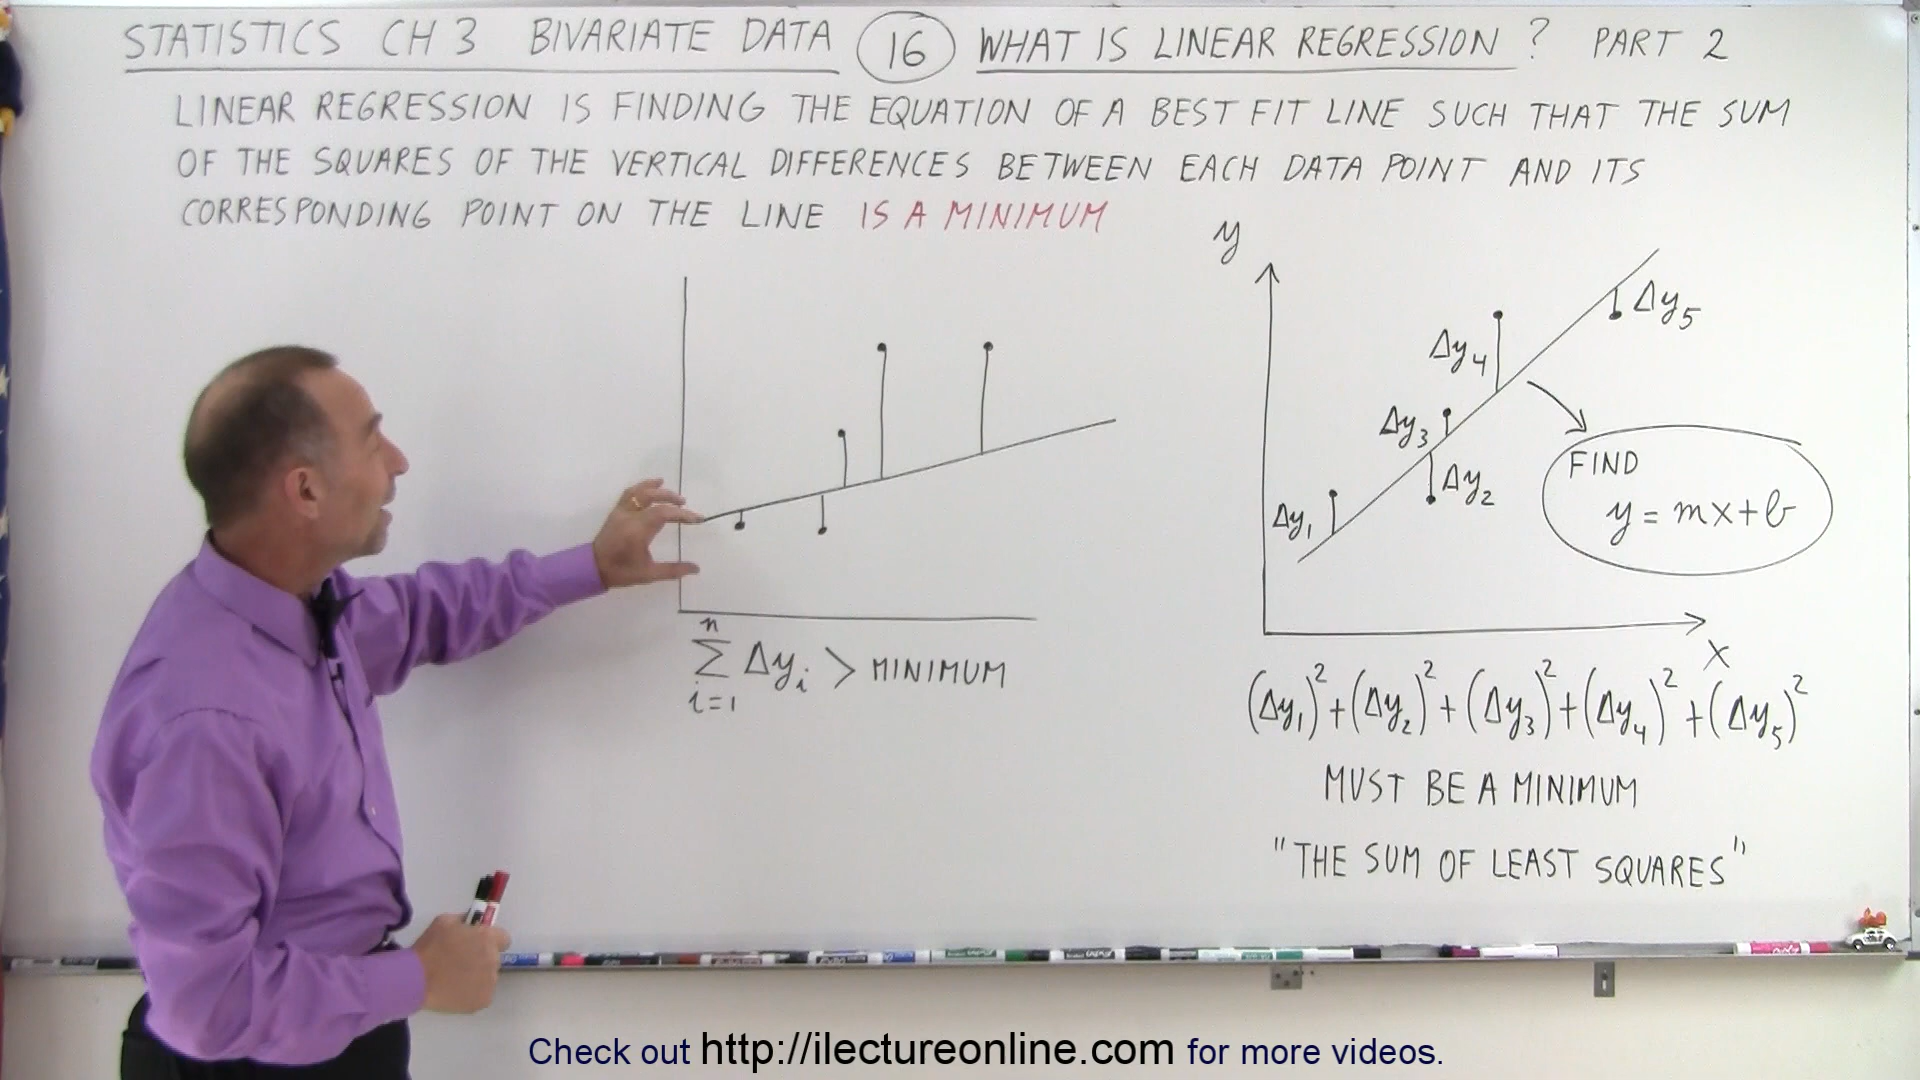 STATISTICS CH 3 BIVARIATE DATA 16 WHAT IS LINEAR REGRESSION? PART 2
LINEAR REGRESSION IS FINDING THE EQUATION OF A BEST FIT LINE SUCH THAT THE SUM
OF THE SQUARES OF THE VERTICAL DIFFERENCES BETWEEN EACH DATA POINT AND ITS
CORRESPONDING POINT ON THE LINE IS A MINIMUM
n
∑ Δyᵢ > MINIMUM
i=1
y
Δy₅
Δy₄
Δy₃
Δy₂
Δy₁
FIND
y = mx+b
x
(Δy₁)² + (Δy₂)² + (Δy₃)² + (Δy₄)² + (Δy₅)²
MUST BE A MINIMUM
"THE SUM OF LEAST SQUARES"
Check out http://ilectureonline.com for more videos.